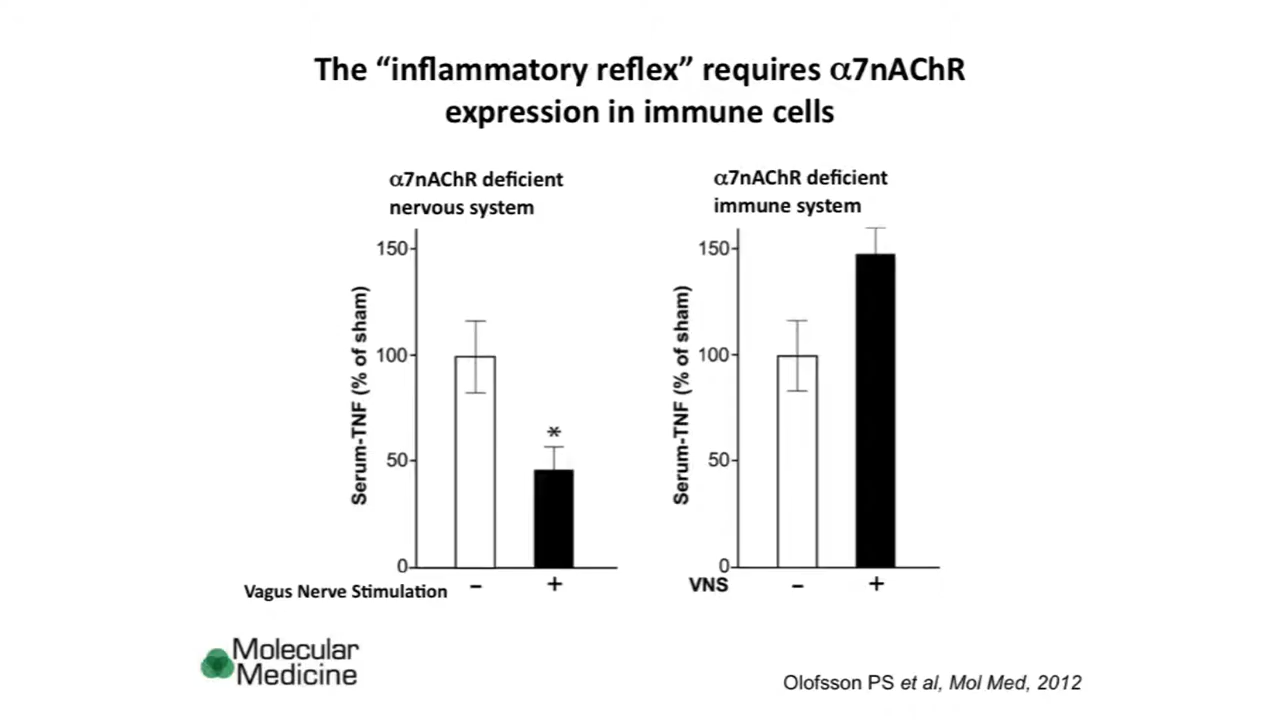 The “inflammatory reflex” requires α7nAChR
expression in immune cells
α7nAChR deficient
nervous system
150
100
50
0
Serum-TNF (% of sham)
*
Vagus Nerve Stimulation - +
α7nAChR deficient
immune system
150
100
50
0
Serum-TNF (% of sham)
VNS - +
Molecular
Medicine
Olofsson PS et al, Mol Med, 2012